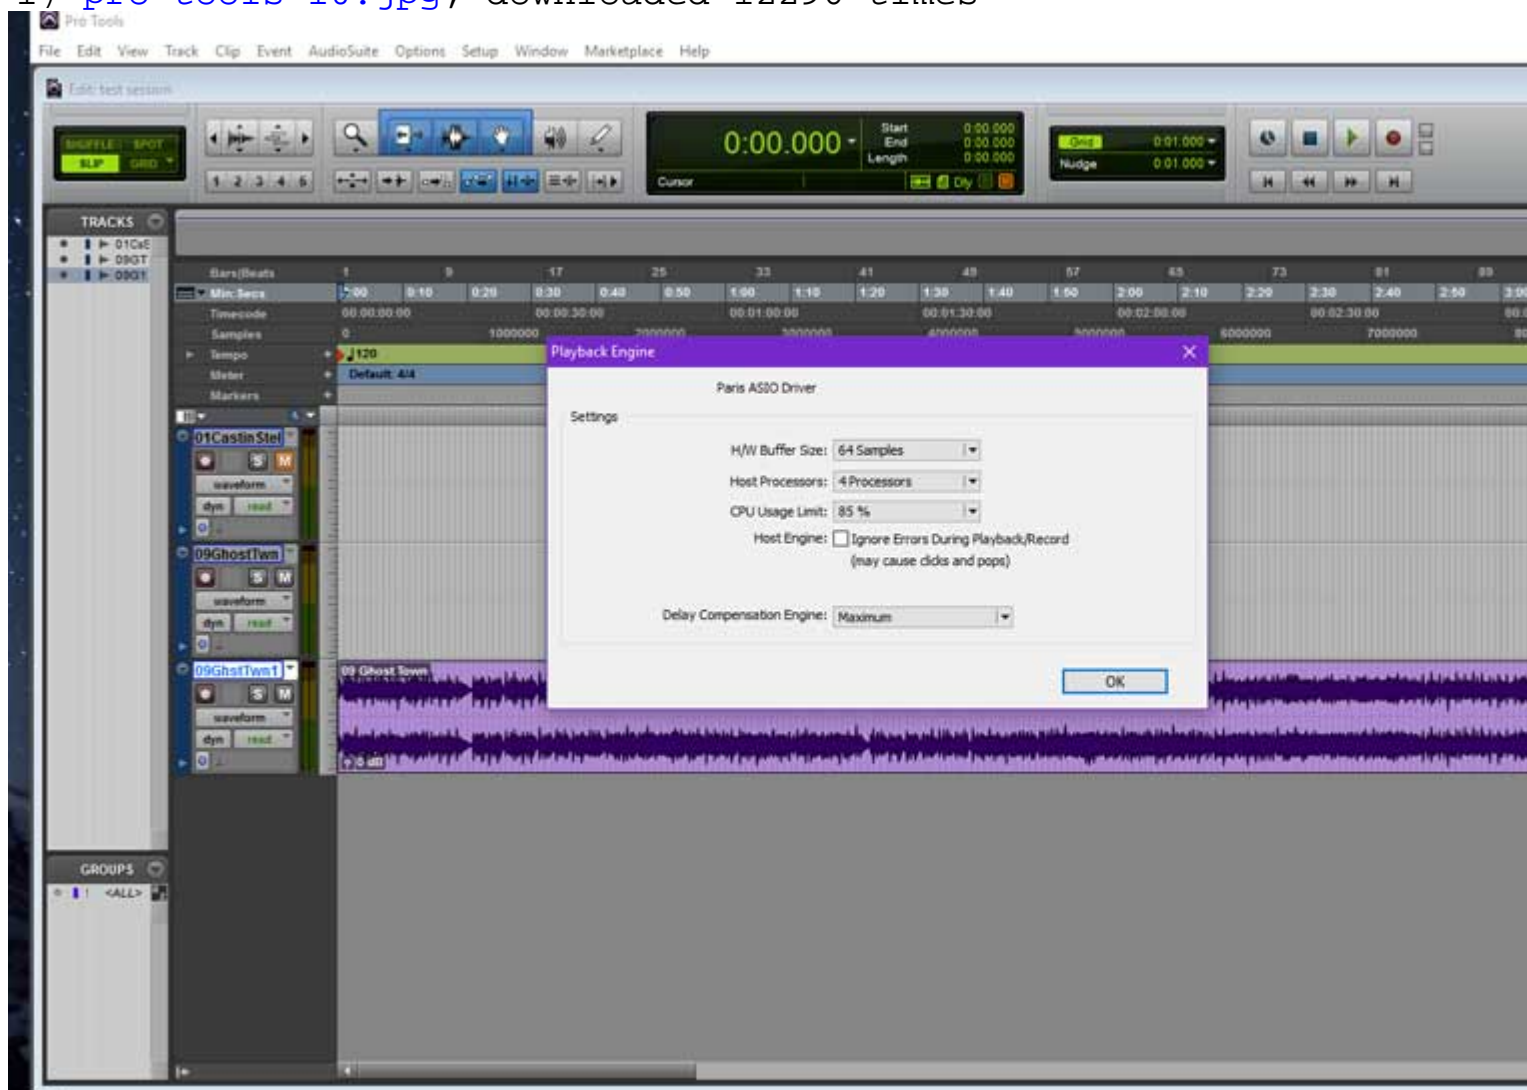 1) pro tools 10.jpg, downloaded 12290 times
Pro Tools
File Edit View Track Clip Event AudioSuite Options Setup Window Marketplace Help
Edit: test session
SHUFFLE SPOT
SLIP GRID
1 2 3 4 5
0:00.000
Start 0:00.000
End 0:00.000
Length 0:00.000
Cursor
Dly
Grid 0:01.000
Nudge 0:01.000
TRACKS
01CsS
09GT
09G1
Bars|Beats 1 9 17 25 33 41 49 57 65 73 81 89
Min:Secs 0:00 0:10 0:20 0:30 0:40 0:50 1:00 1:10 1:20 1:30 1:40 1:50 2:00 2:10 2:20 2:30 2:40 2:50 3:00
Timecode 00:00:00:00 00:00:30:00 00:01:00:00 00:01:30:00 00:02:00:00 00:02:30:00
Samples 0 1000000 2000000 3000000 4000000 5000000 6000000 7000000
Tempo 120
Meter Default: 4/4
Markers
Playback Engine
Paris ASIO Driver
Settings
H/W Buffer Size: 64 Samples
Host Processors: 4 Processors
CPU Usage Limit: 85 %
Host Engine: Ignore Errors During Playback/Record
(may cause clicks and pops)
Delay Compensation Engine: Maximum
OK
01CastinStel
S M
waveform
dyn read
09GhostTwn
S M
waveform
dyn read
09GhstTwn1
S M
waveform
dyn read
09 Ghost Town
0 dB
GROUPS
! <ALL>